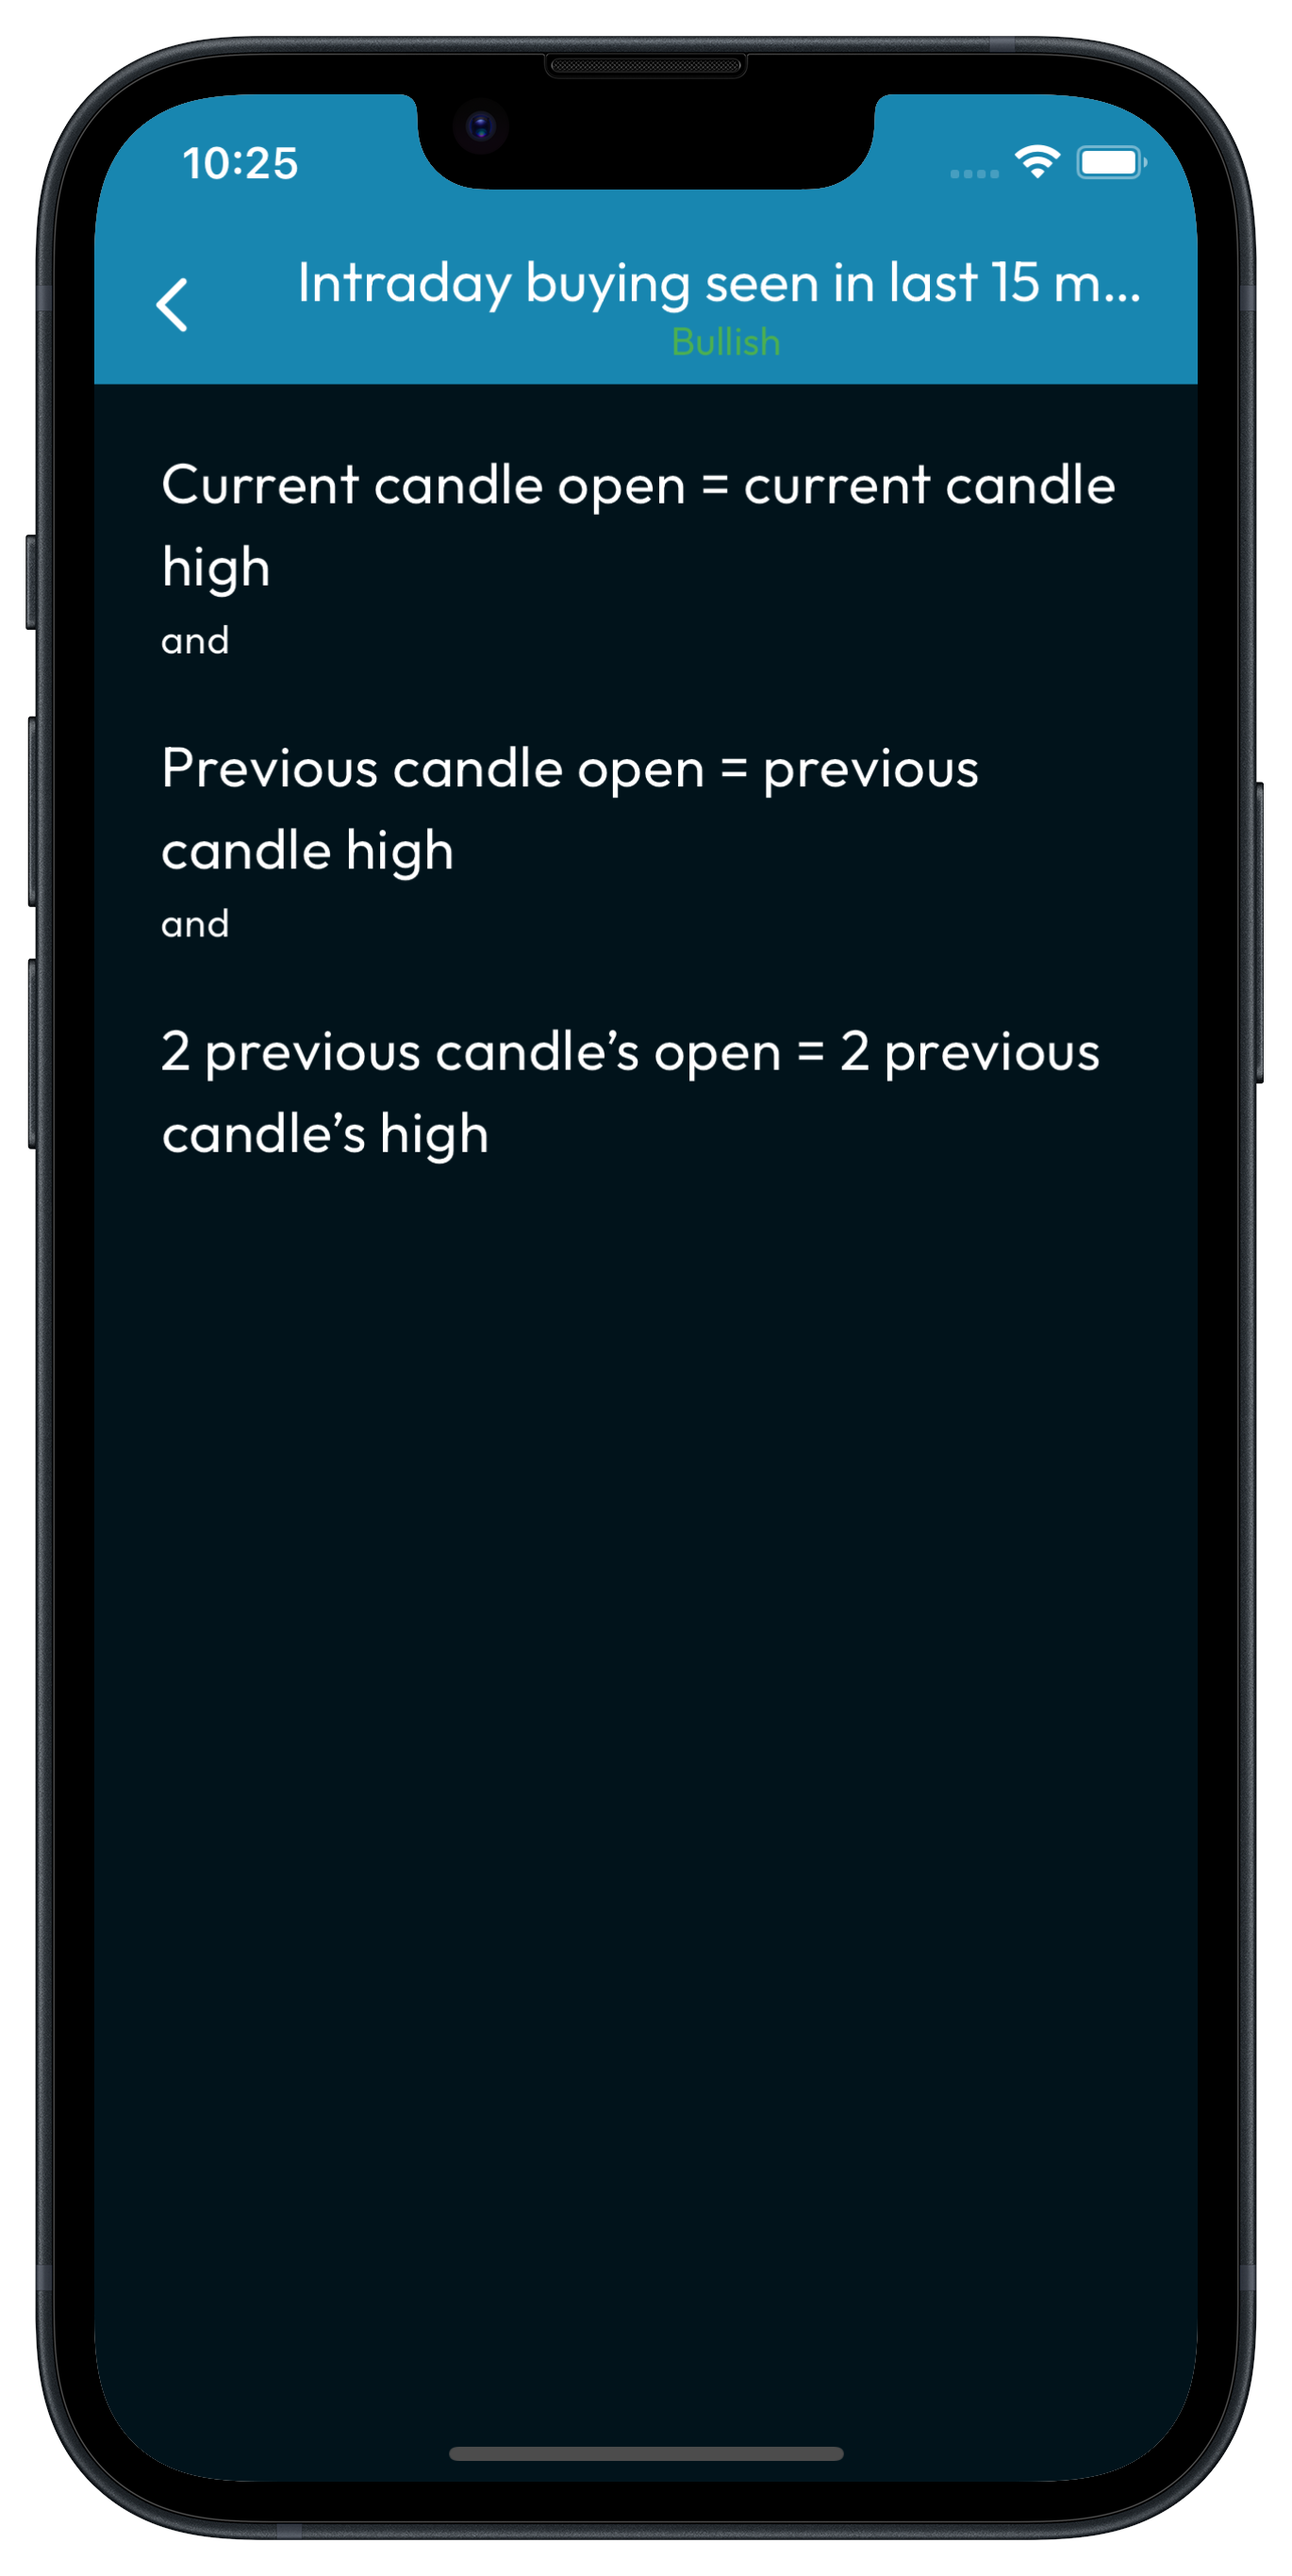 10:25
Intraday buying seen in last 15 m...
Bullish
Current candle open = current candle
high
and
Previous candle open = previous
candle high
and
2 previous candle’s open = 2 previous
candle’s high